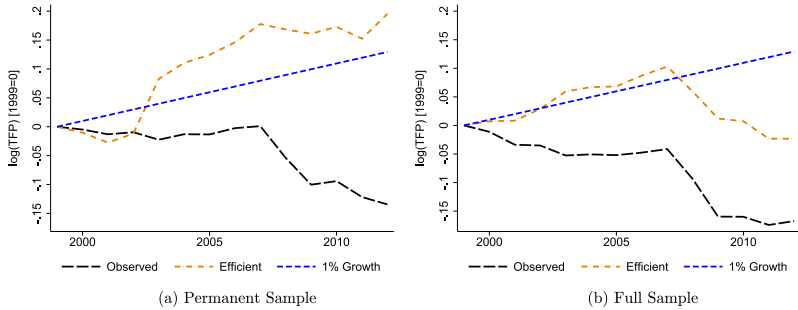 log(TFP) [1999=0]
.2
.15
.1
.05
0
-.05
-.1
-.15
2000 2005 2010
Observed Efficient 1% Growth
(a) Permanent Sample
log(TFP) [1999=0]
.2
.15
.1
.05
0
-.05
-.1
-.15
2000 2005 2010
Observed Efficient 1% Growth
(b) Full Sample